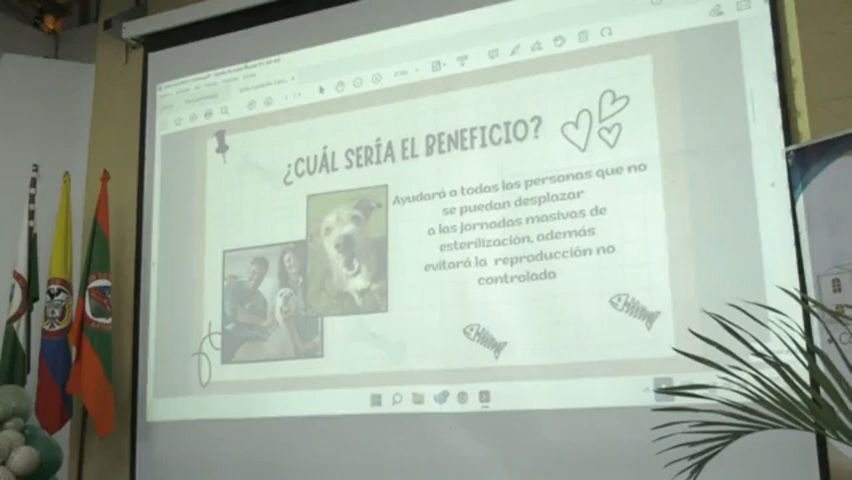 ¿CUÁL SERÍA EL BENEFICIO?
Ayudará a todas las personas que no
se puedan desplazar
a las jornadas masivas de
esterilización, además
evitará la reproducción no
controlada